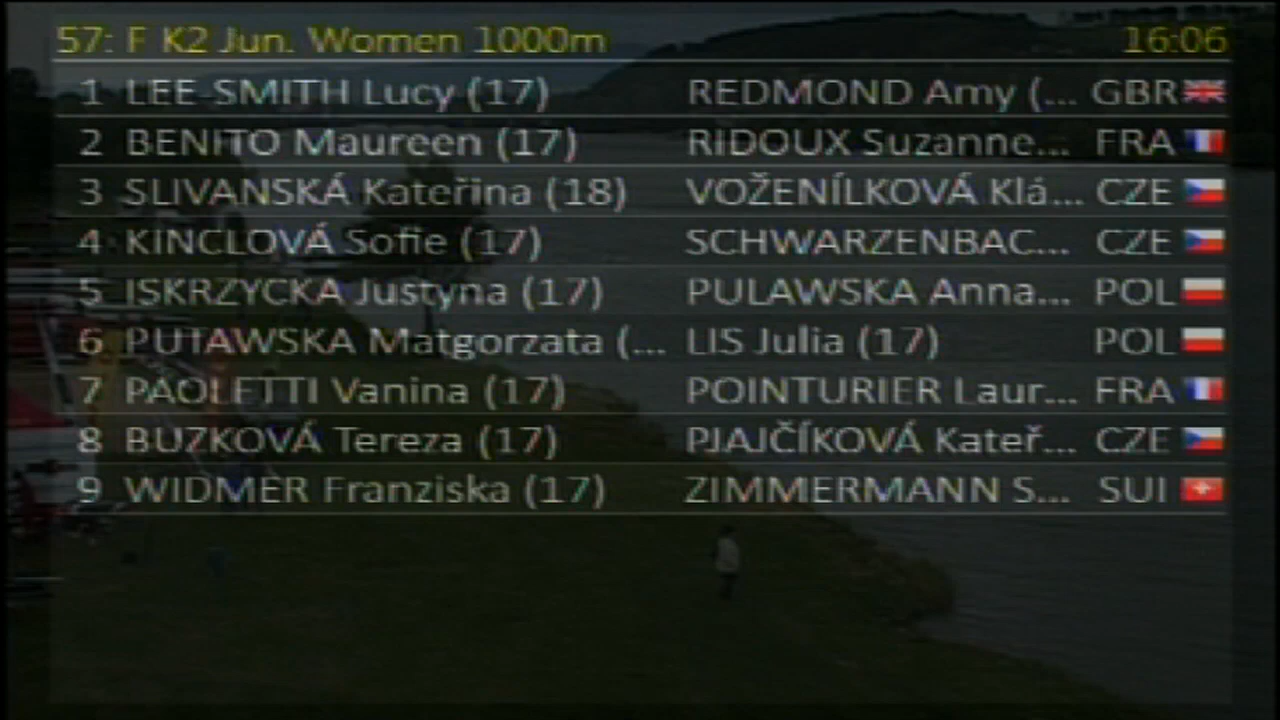 57: F K2 Jun. Women 1000m 16:06
1 LEE SMITH Lucy (17) REDMOND Amy (... GBR
2 BENITO Maureen (17) RIDOUX Suzanne... FRA
3 SLIVANSKÁ Kateřina (18) VOŽENÍLKOVÁ Klá... CZE
4 KINCLOVÁ Sofie (17) SCHWARZENBAC... CZE
5 ISKRZYCKA Justyna (17) PULAWSKA Anna... POL
6 PUTAWSKA Matgorzata (... LIS Julia (17) POL
7 PAOLETTI Vanina (17) POINTURIER Laur... FRA
8 BUZKOVÁ Tereza (17) PJAJČÍKOVÁ Kateř... CZE
9 WIDMER Franziska (17) ZIMMERMANN S... SUI